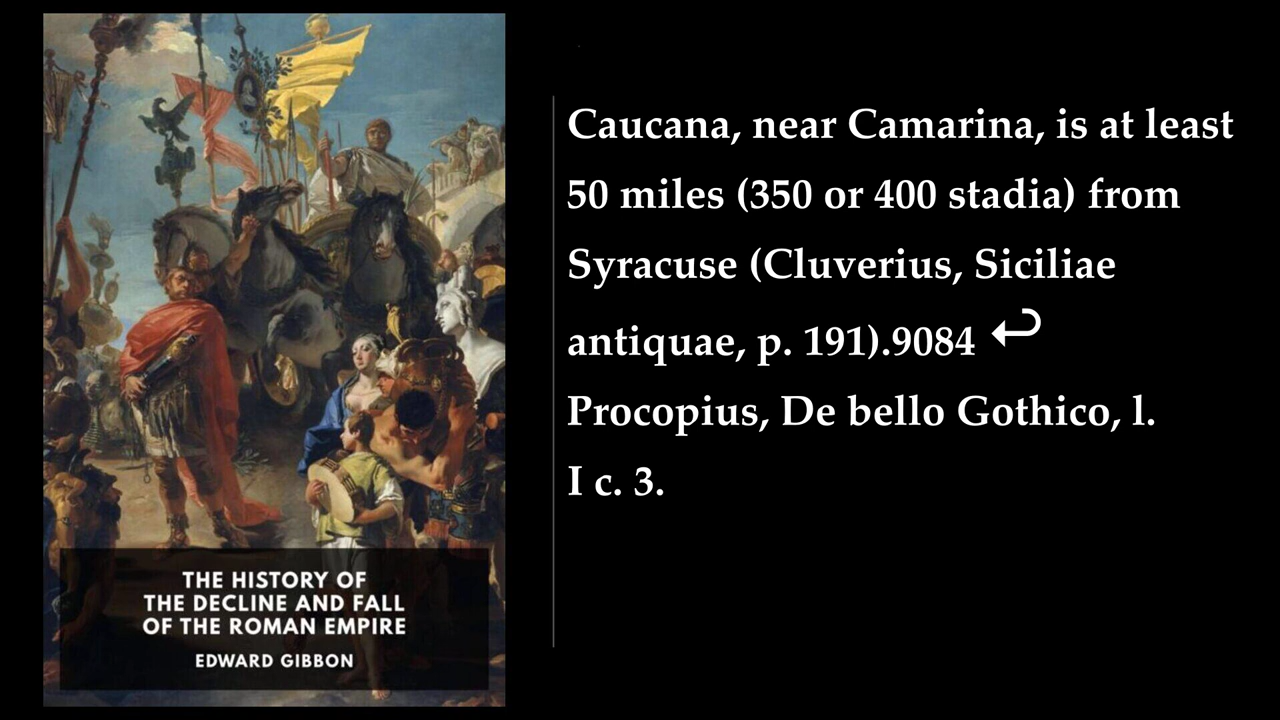 THE HISTORY OF
THE DECLINE AND FALL
OF THE ROMAN EMPIRE
EDWARD GIBBON
Caucana, near Camarina, is at least
50 miles (350 or 400 stadia) from
Syracuse (Cluverius, Siciliae
antiquae, p. 191).9084 ↩
Procopius, De bello Gothico, l.
I c. 3.